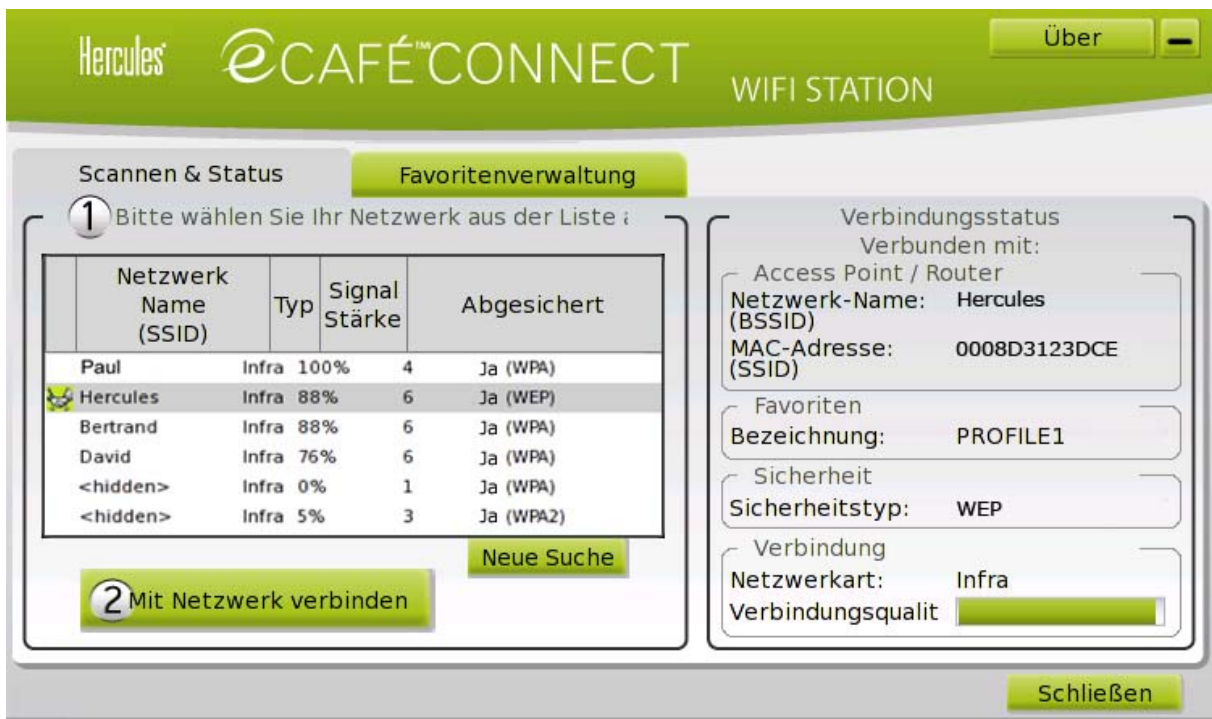 Hercules eCAFÉ™CONNECT WIFI STATION
Über
Scannen & Status
Favoritenverwaltung
1 Bitte wählen Sie Ihr Netzwerk aus der Liste a
Netzwerk Name (SSID) Typ Signal Stärke Abgesichert
Paul Infra 100% 4 Ja (WPA)
Hercules Infra 88% 6 Ja (WEP)
Bertrand Infra 88% 6 Ja (WPA)
David Infra 76% 6 Ja (WPA)
<hidden> Infra 0% 1 Ja (WPA)
<hidden> Infra 5% 3 Ja (WPA2)
Neue Suche
2 Mit Netzwerk verbinden
Verbindungsstatus
Verbunden mit:
Access Point / Router
Netzwerk-Name: Hercules
(BSSID)
MAC-Adresse: 0008D3123DCE
(SSID)
Favoriten
Bezeichnung: PROFILE1
Sicherheit
Sicherheitstyp: WEP
Verbindung
Netzwerkart: Infra
Verbindungsqualit
Schließen